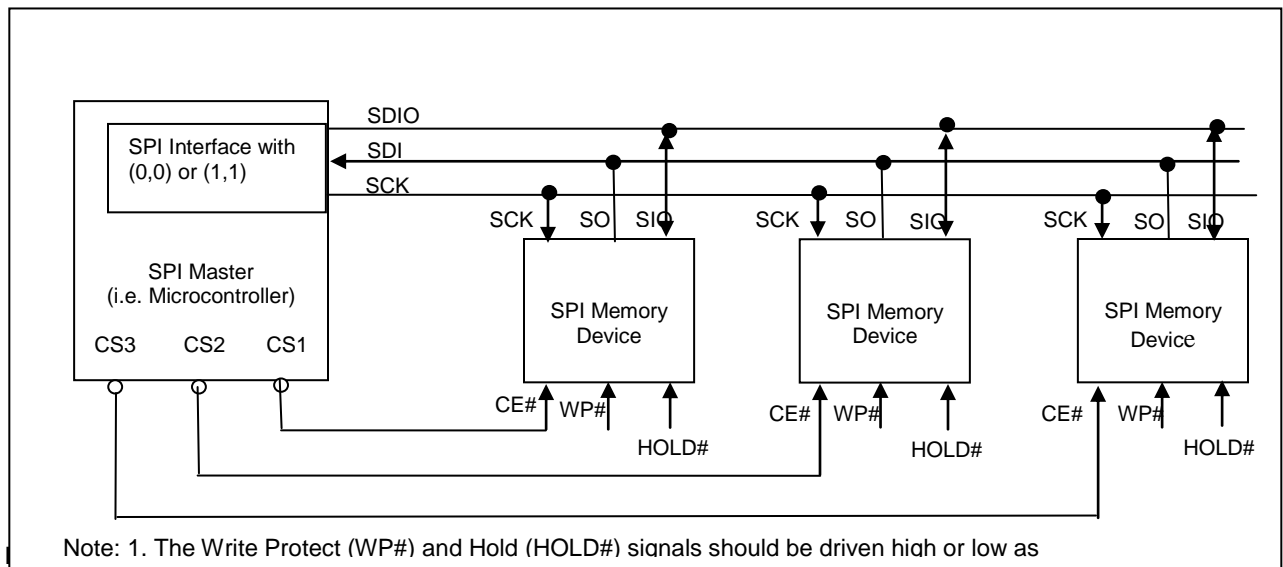 SDIO
SPI Interface with
(0,0) or (1,1)
SDI
SCK
SCK SO SIO SCK SO SIO SCK SO SIO
SPI Master
(i.e. Microcontroller)
SPI Memory
Device
SPI Memory
Device
SPI Memory
Device
CS3 CS2 CS1
CE# WP# CE# WP# CE# WP#
HOLD# HOLD# HOLD#
Note: 1. The Write Protect (WP#) and Hold (HOLD#) signals should be driven high or low as